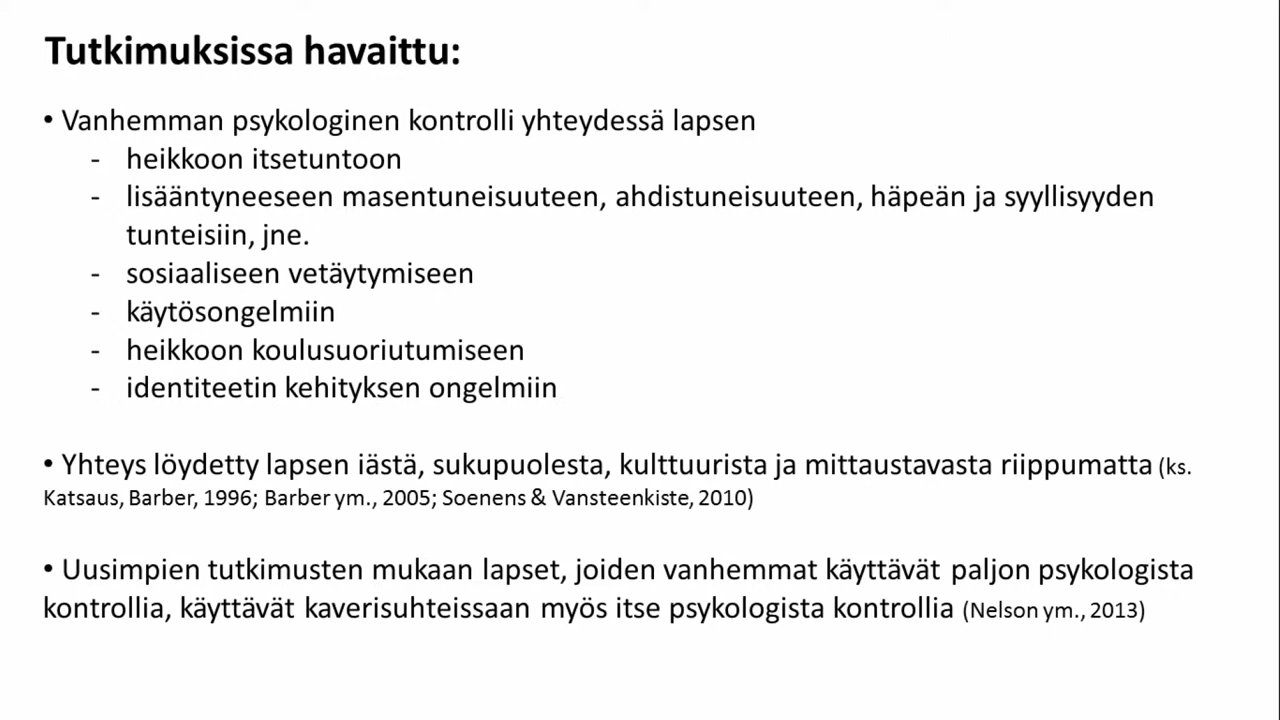 Tutkimuksissa havaittu:
• Vanhemman psykologinen kontrolli yhteydessä lapsen
- heikkoon itsetuntoon
- lisääntyneeseen masentuneisuuteen, ahdistuneisuuteen, häpeän ja syyllisyyden
tunteisiin, jne.
- sosiaaliseen vetäytymiseen
- käytösongelmiin
- heikkoon koulusuoriutumiseen
- identiteetin kehityksen ongelmiin
• Yhteys löydetty lapsen iästä, sukupuolesta, kulttuurista ja mittaustavasta riippumatta (ks.
Katsaus, Barber, 1996; Barber ym., 2005; Soenens & Vansteenkiste, 2010)
• Uusimpien tutkimusten mukaan lapset, joiden vanhemmat käyttävät paljon psykologista
kontrollia, käyttävät kaverisuhteissaan myös itse psykologista kontrollia (Nelson ym., 2013)